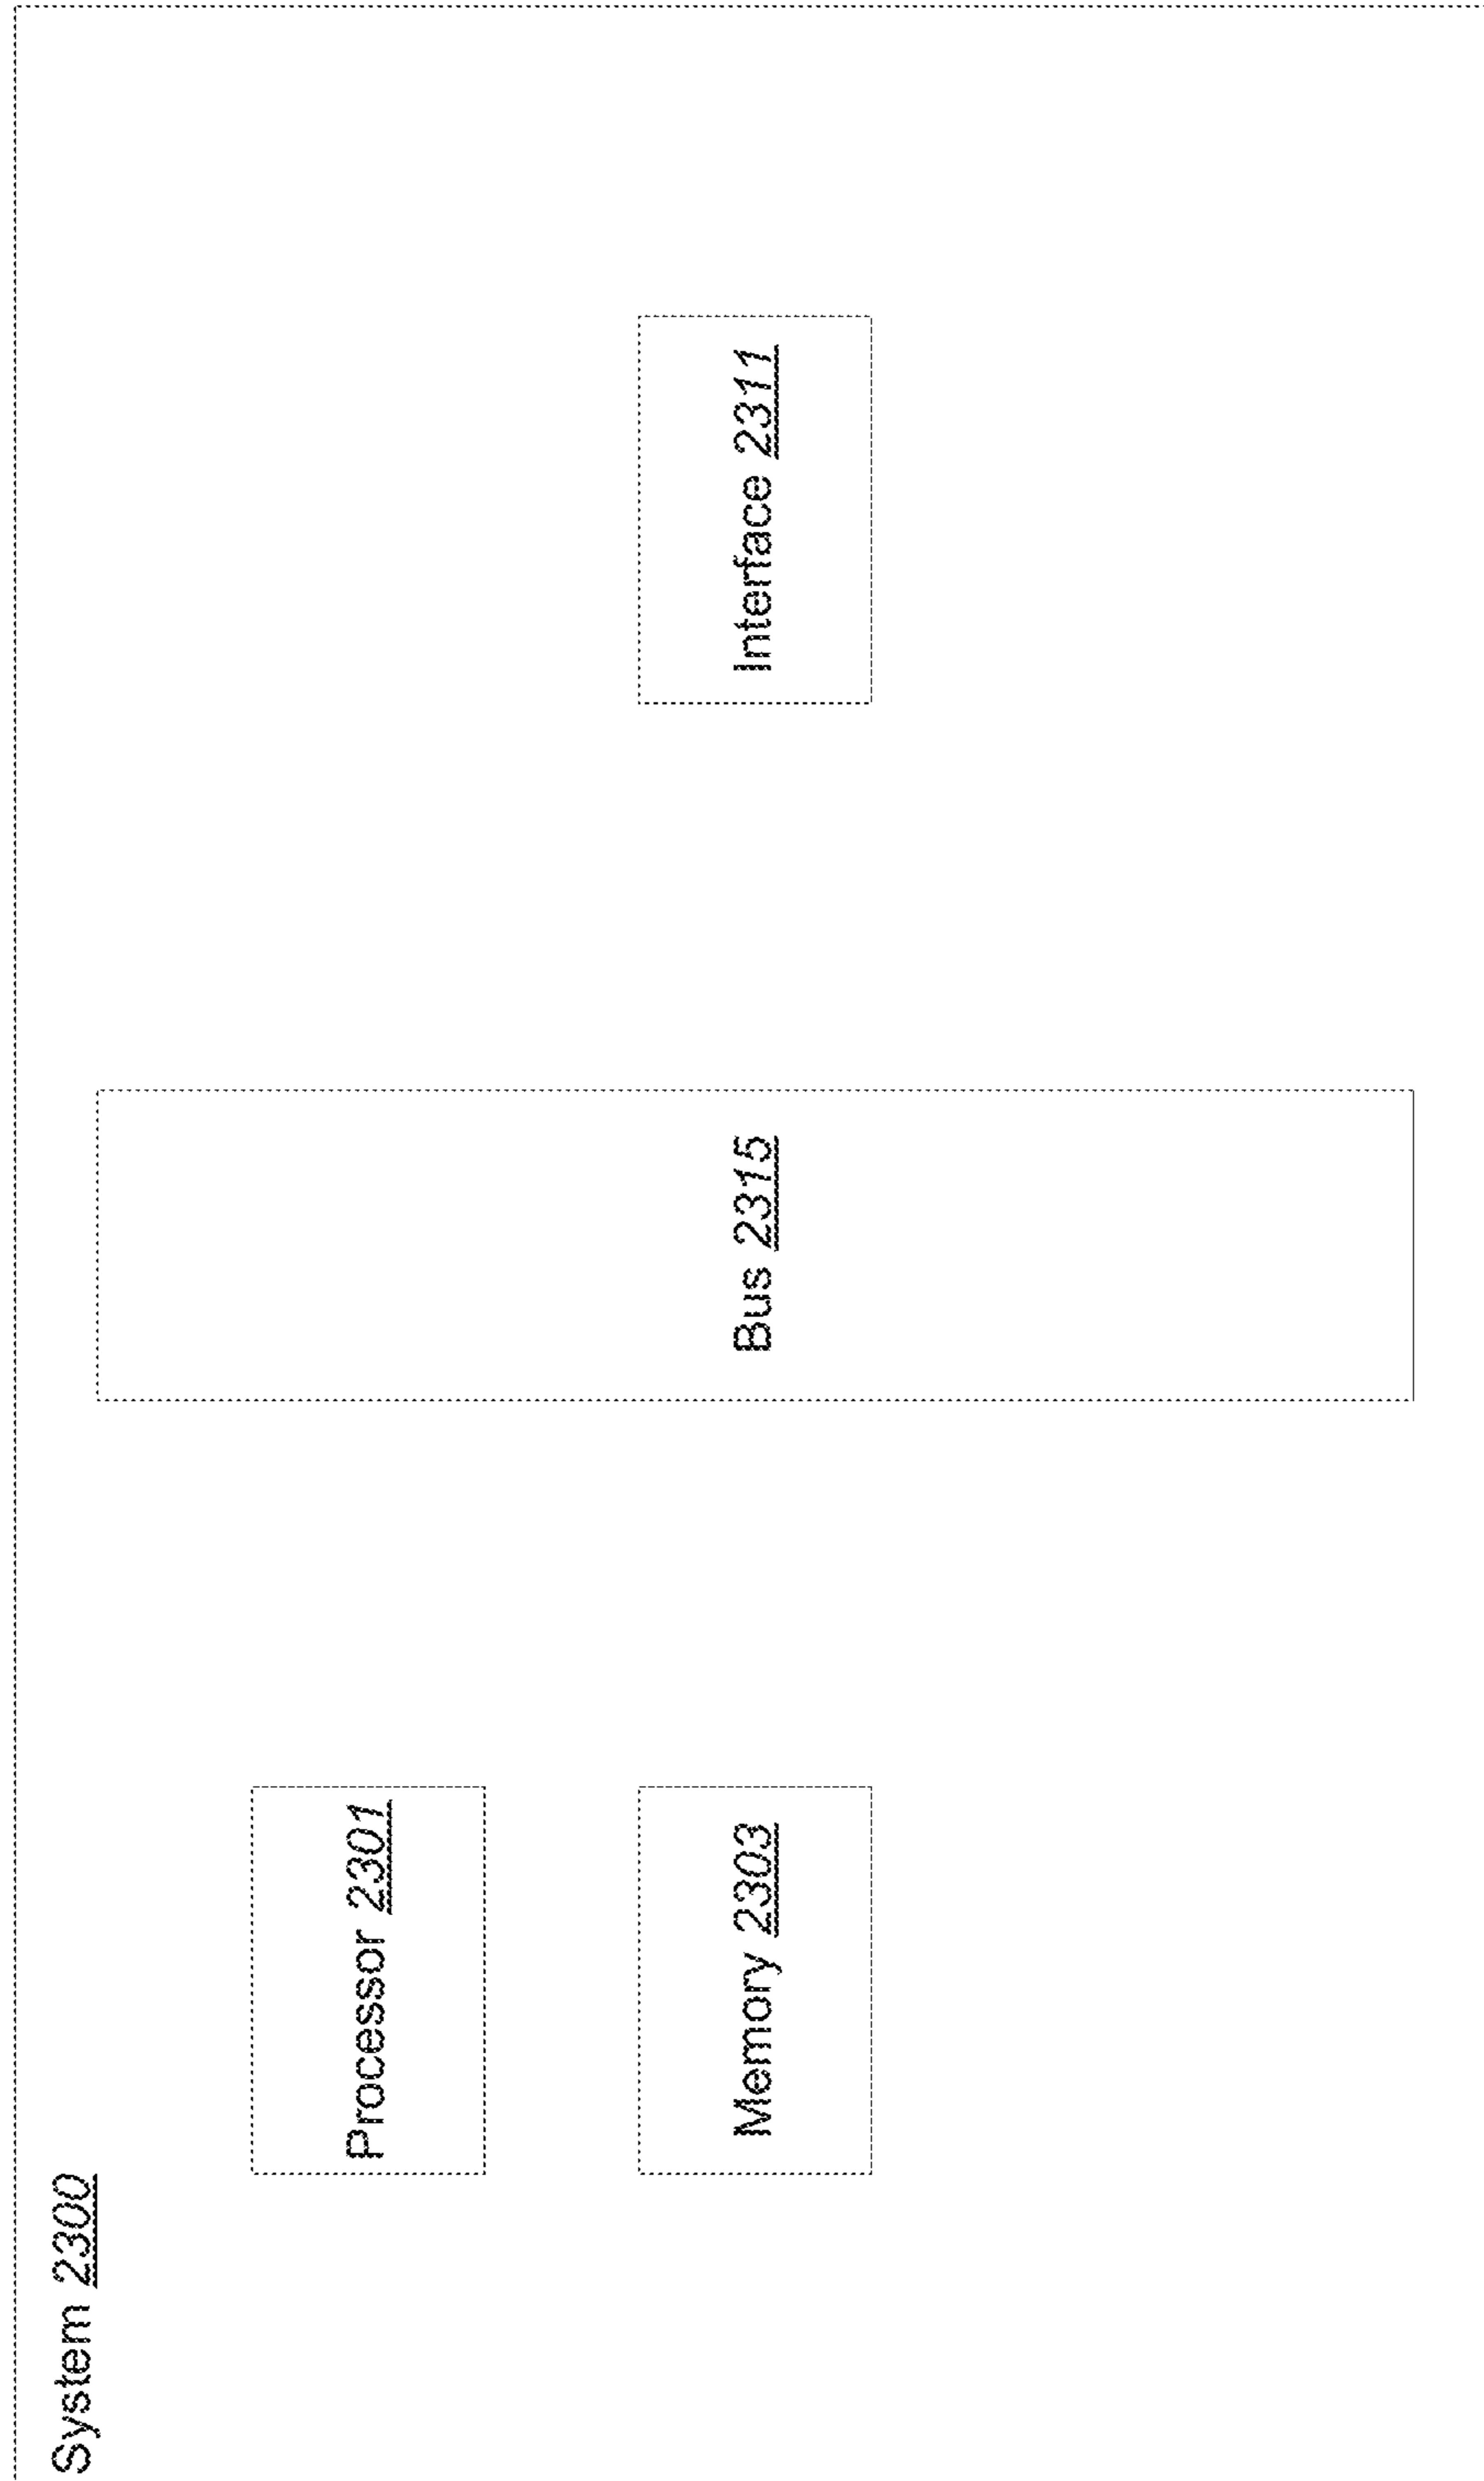 System 2300
Processor 2301
Memory 2303
Bus 2315
Interface 2311